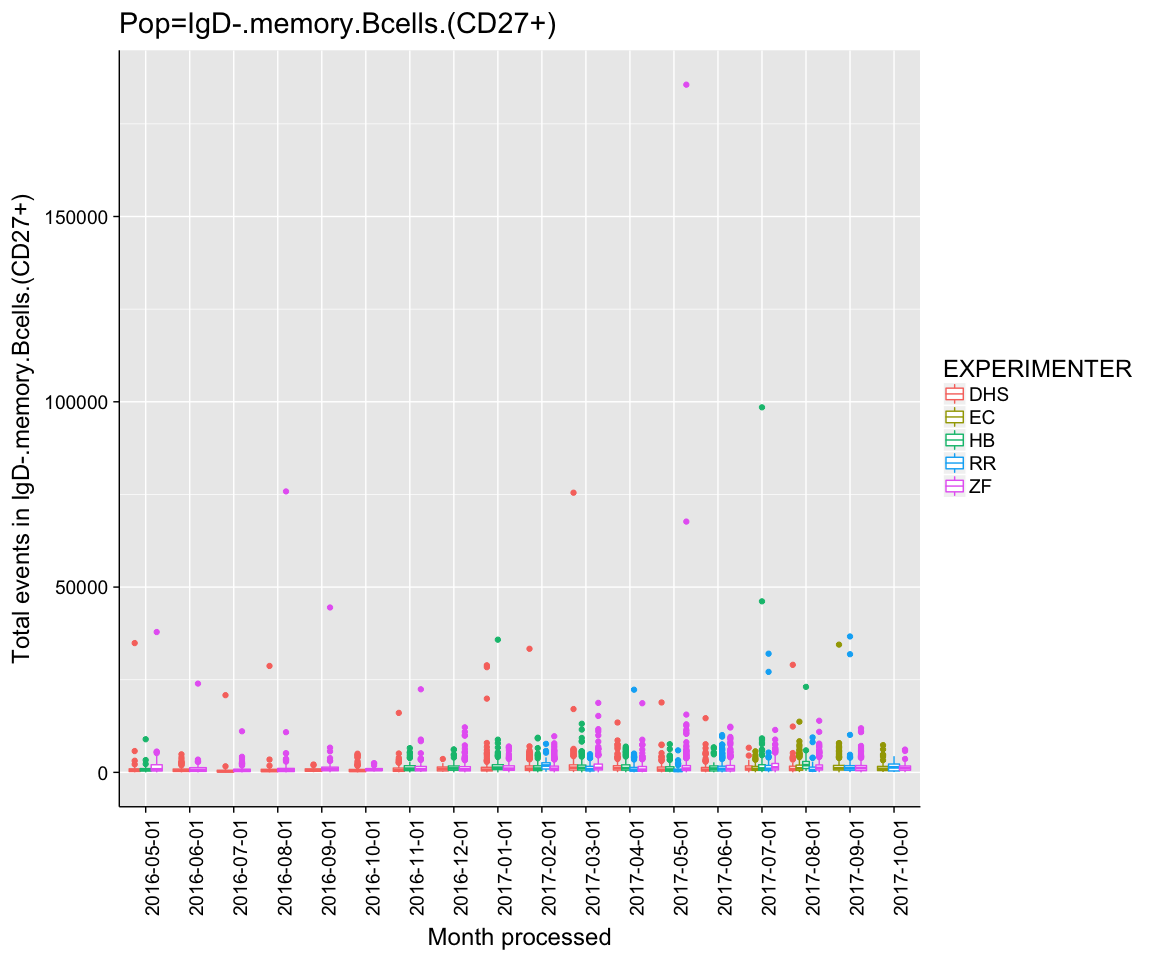 Pop=IgD-.memory.Bcells.(CD27+)
Total events in IgD-.memory.Bcells.(CD27+)
150000
100000
50000
0
2016-05-01
2016-06-01
2016-07-01
2016-08-01
2016-09-01
2016-10-01
2016-11-01
2016-12-01
2017-01-01
2017-02-01
2017-03-01
2017-04-01
2017-05-01
2017-06-01
2017-07-01
2017-08-01
2017-09-01
2017-10-01
Month processed
EXPERIMENTER
DHS
EC
HB
RR
ZF